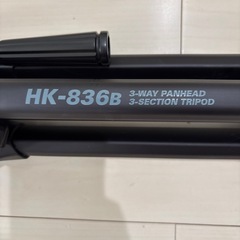 HK-836B
3-WAY PANHEAD
3-SECTION TRIPOD